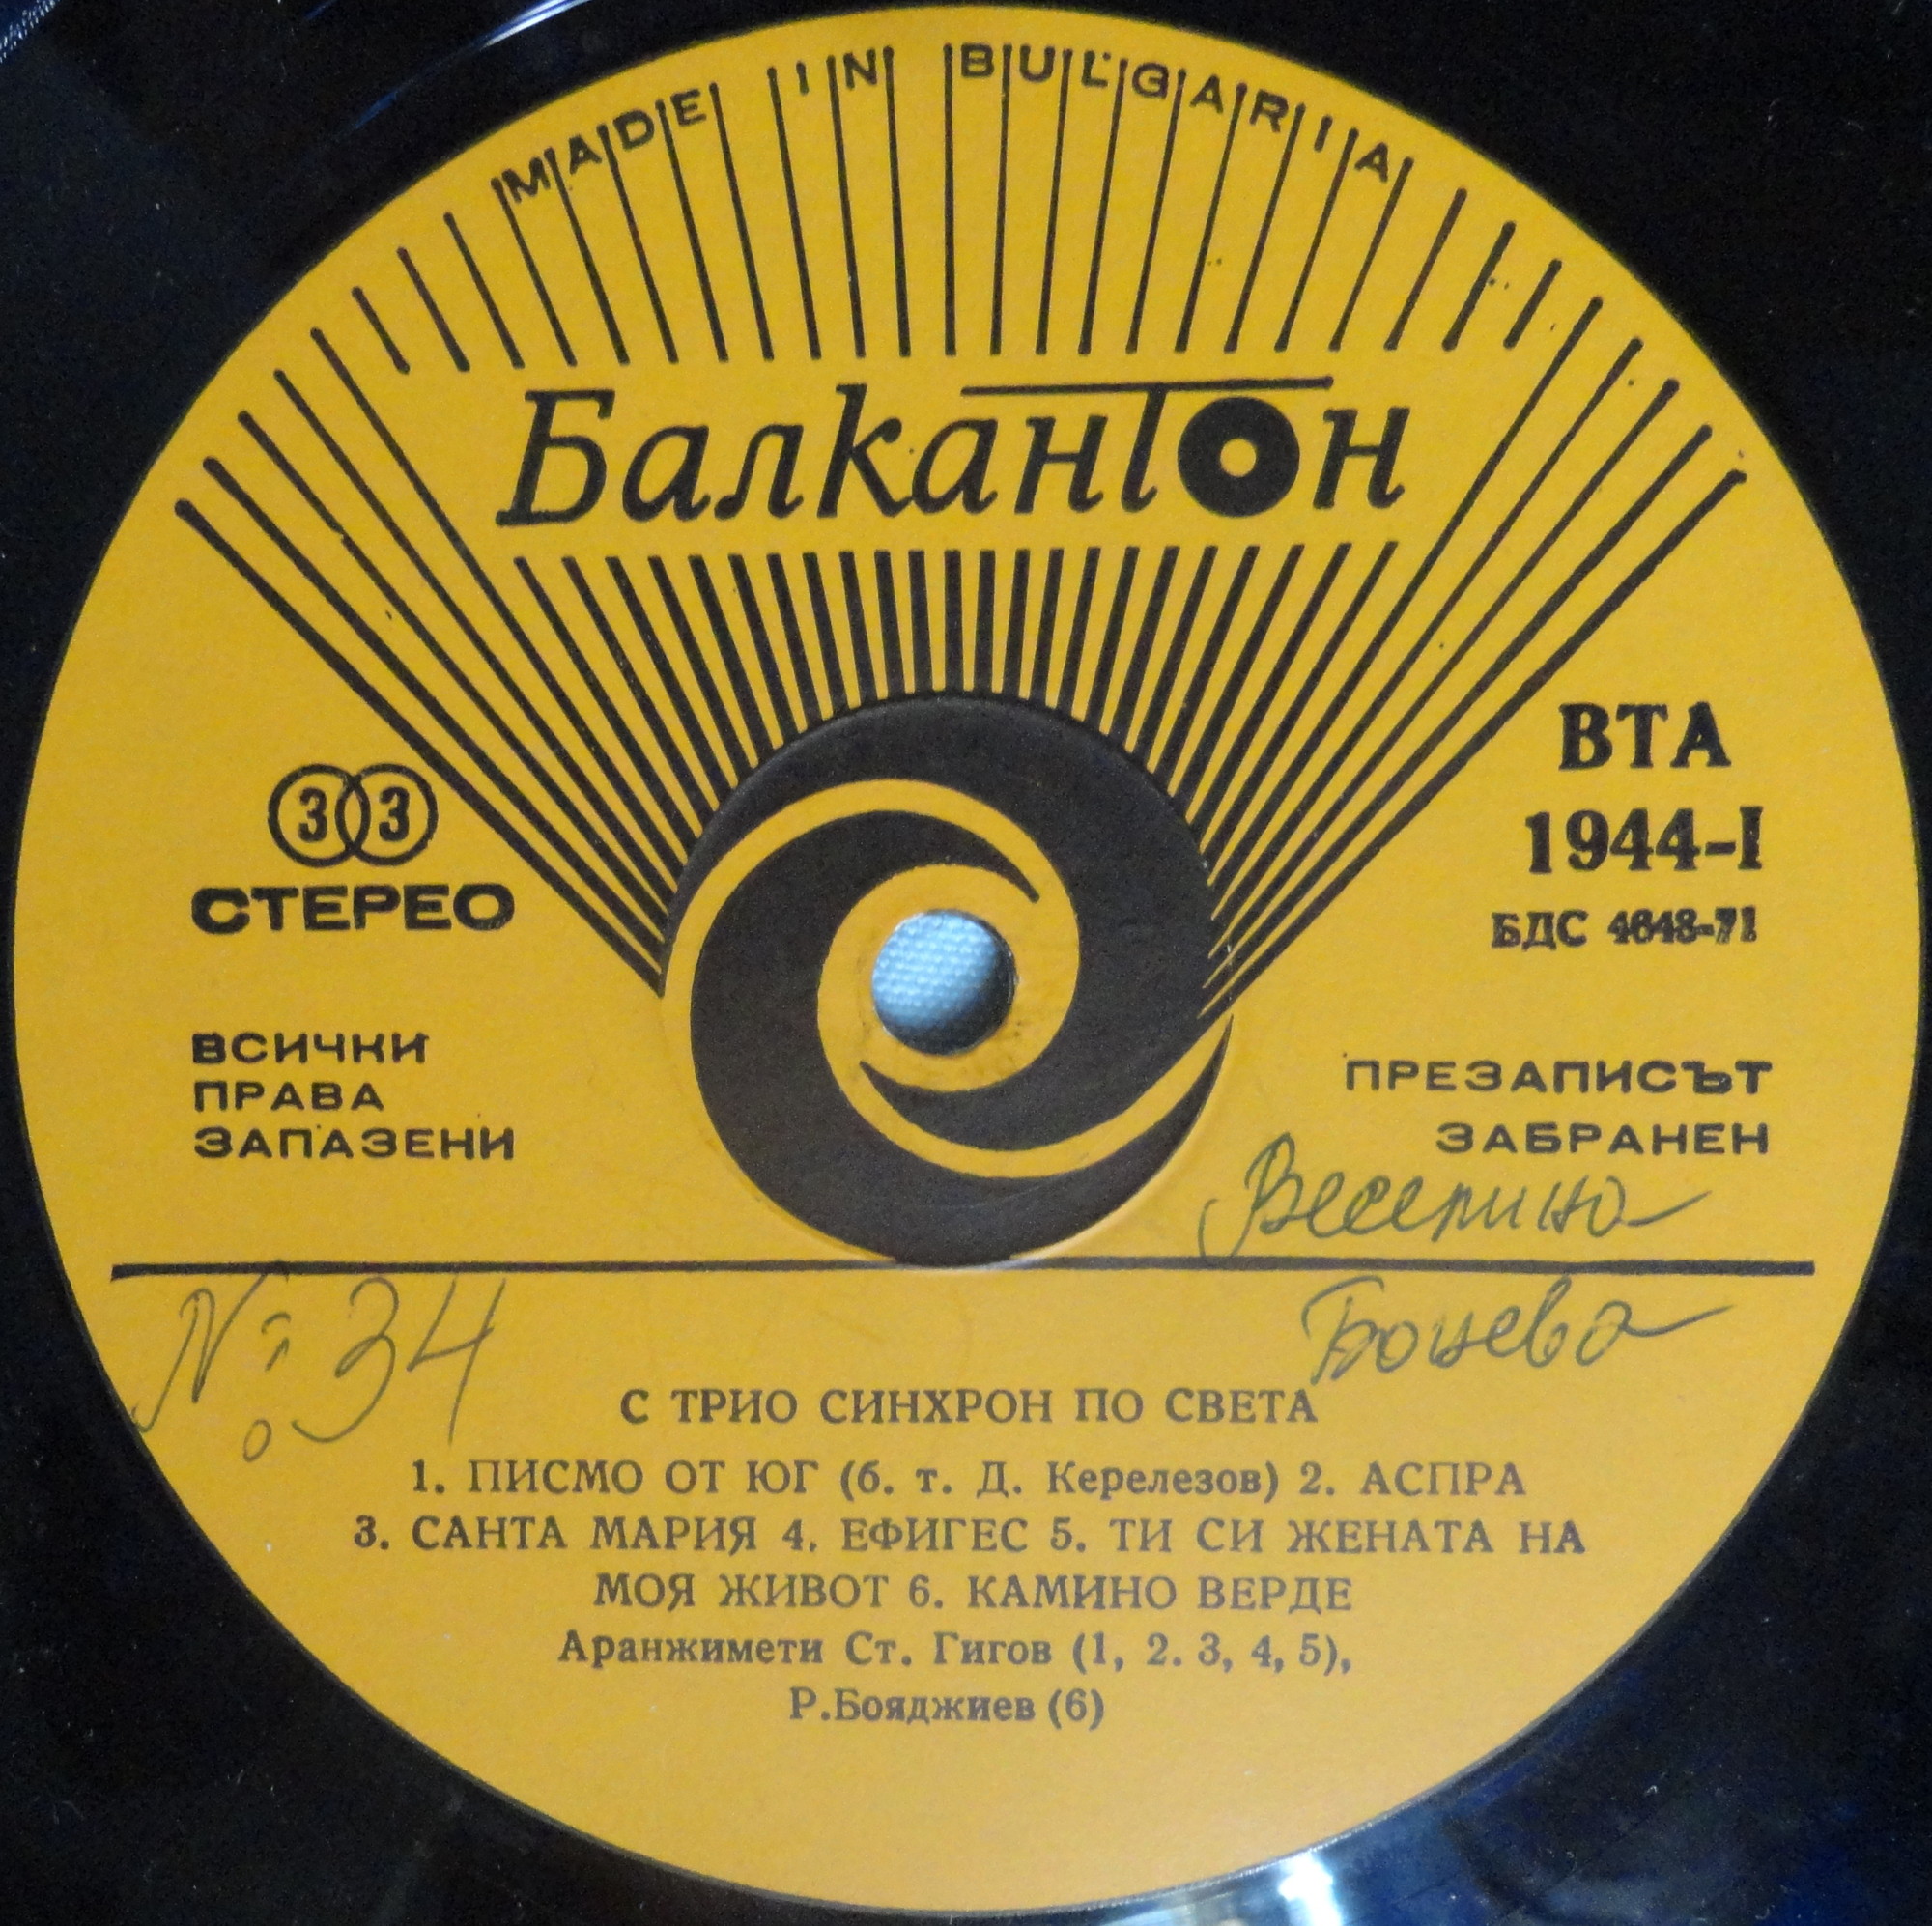 MADE IN BULGARIA
Балкантон
33
СТЕРЕО
ВТА
1944-I
БДС 4648-71
ВСИЧКИ
ПРАВА
ЗАПАЗЕНИ
ПРЕЗАПИСЪТ
ЗАБРАНЕН
Веселина
Боцева
№ 34
С ТРИО СИНХРОН ПО СВЕТА
1. ПИСМО ОТ ЮГ (б. т. Д. Керелезов) 2. АСПРА
3. САНТА МАРИЯ 4. ЕФИГЕС 5. ТИ СИ ЖЕНАТА НА
МОЯ ЖИВОТ 6. КАМИНО ВЕРДЕ
Аранжимети Ст. Гигов (1, 2. 3, 4, 5),
Р.Бояджиев (6)